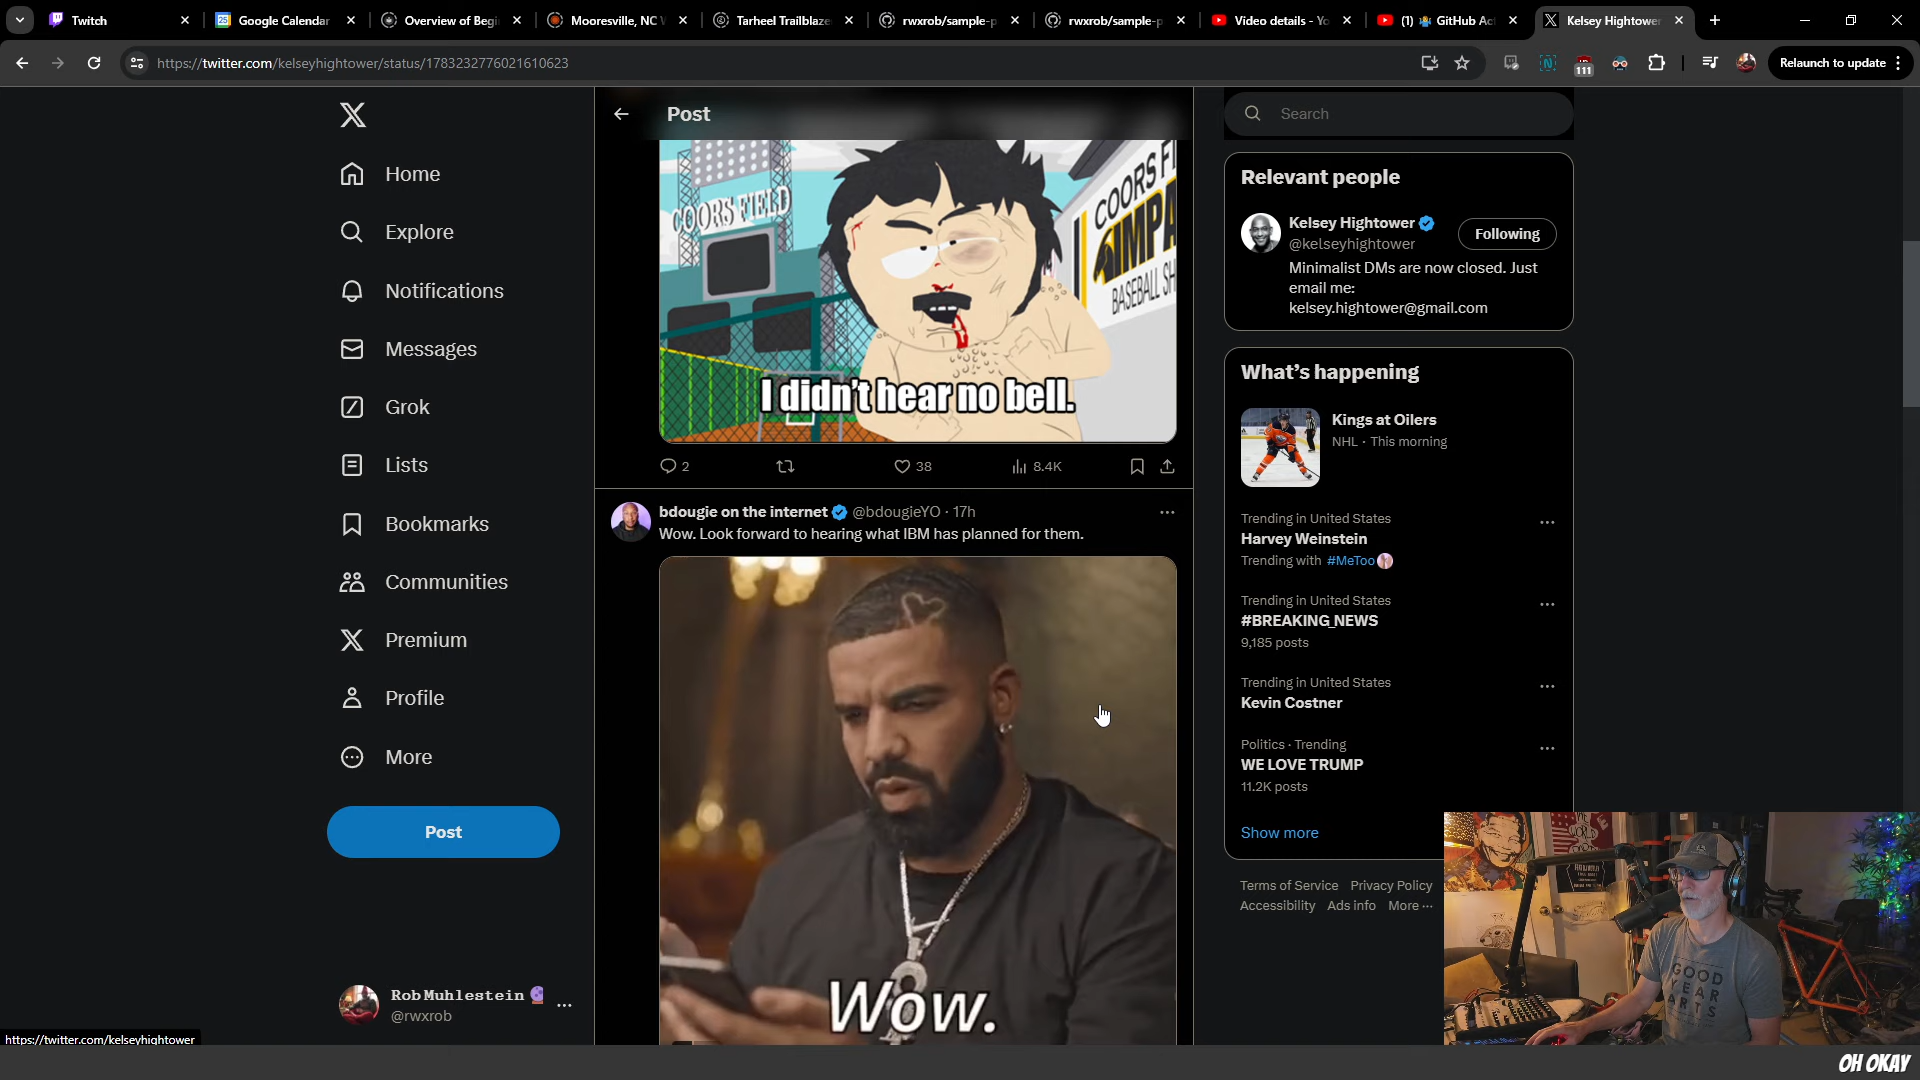 Twitch
Google Calendar
Overview of Begi
Mooresville, NC
Tarheel Trailblaze
rwxrob/sample-p
rwxrob/sample-p
Video details - Yo
(1) GitHub Ac
Kelsey Hightowe
https://twitter.com/kelseyhightower/status/1783232776021610623
111
Relaunch to update
Home
Explore
Notifications
Messages
Grok
Lists
Bookmarks
Communities
Premium
Profile
More
Post
RobMuhlestein
@rwxrob
https://twitter.com/kelseyhightower
Post
COORS FIELD
COORS FI
BASEBALL SH
I didn't hear no bell.
2
38
8.4K
bdougie on the internet @bdougieYO · 17h
Wow. Look forward to hearing what IBM has planned for them.
Wow.
Search
Relevant people
Kelsey Hightower
@kelseyhightower
Following
Minimalist DMs are now closed. Just
email me:
kelsey.hightower@gmail.com
What's happening
Kings at Oilers
NHL · This morning
Trending in United States
Harvey Weinstein
Trending with #MeToo
Trending in United States
#BREAKING_NEWS
9,185 posts
Trending in United States
Kevin Costner
Politics · Trending
WE LOVE TRUMP
11.2K posts
Show more
Terms of Service Privacy Policy
Accessibility Ads info More ...
GOOD
YEAR
ARTS
OH OKAY